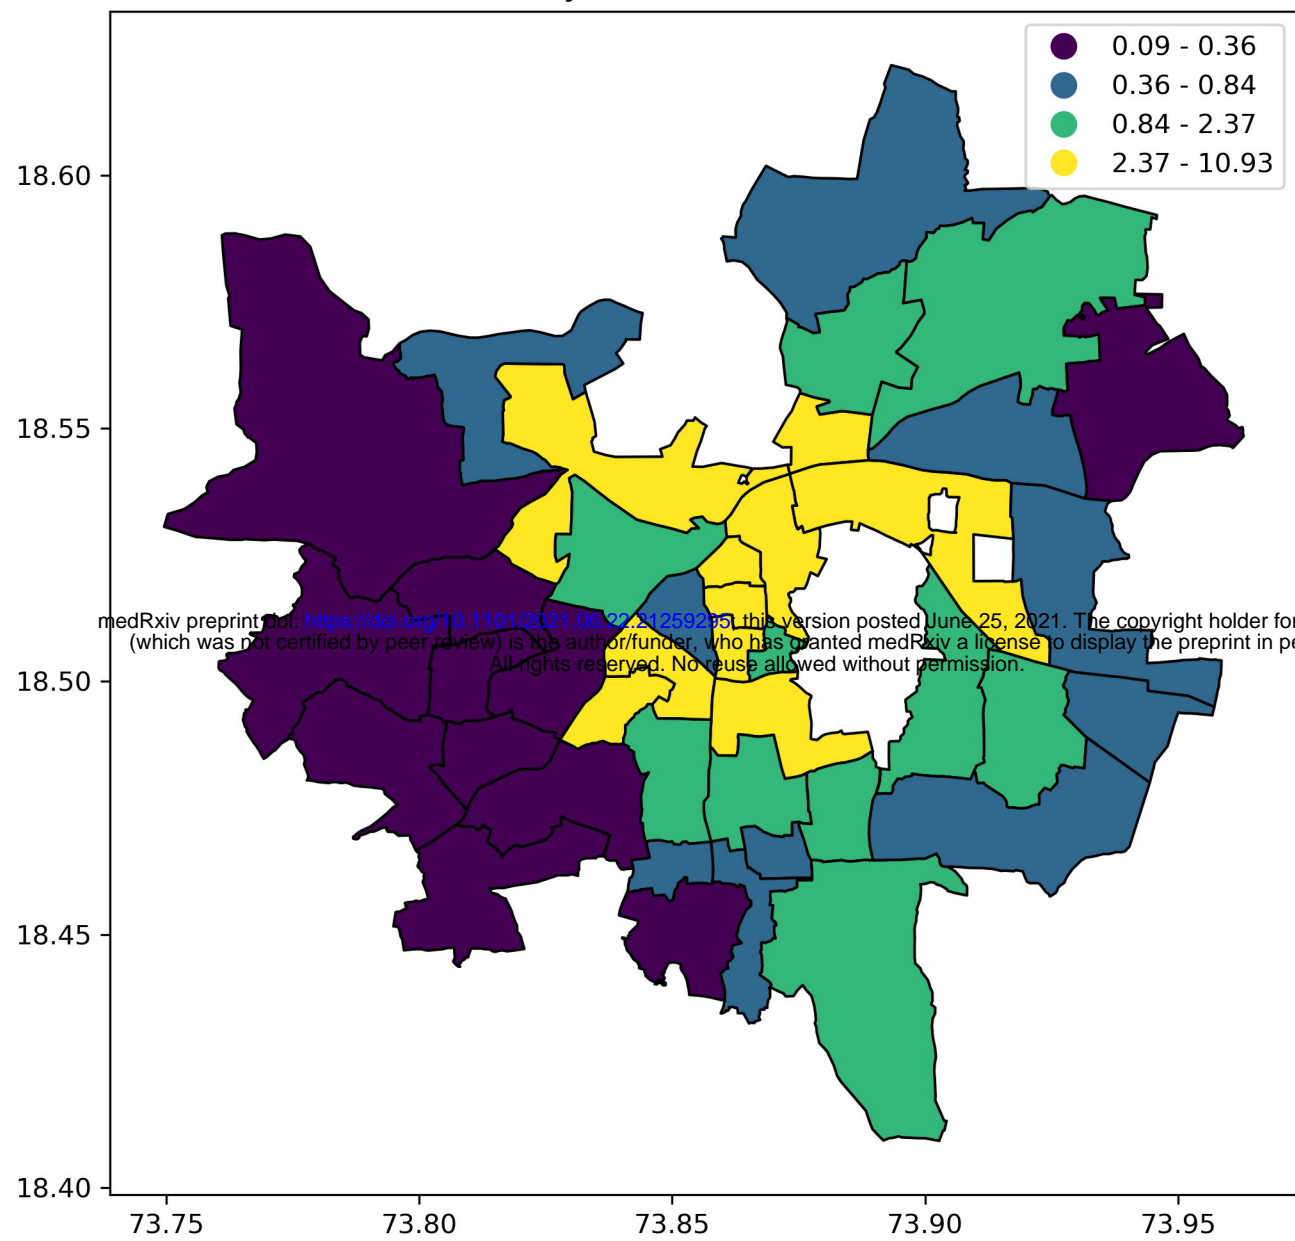 0.09 - 0.36
0.36 - 0.84
0.84 - 2.37
2.37 - 10.93
18.60
18.55
18.50
18.45
18.40
medRxiv preprint doi: https://doi.org/10.1101/2021.06.22.21259295; this version posted June 25, 2021. The copyright holder for
(which was not certified by peer review) is the author/funder, who has granted medRxiv a license to display the preprint in pe
All rights reserved. No reuse allowed without permission.
73.75 73.80 73.85 73.90 73.95